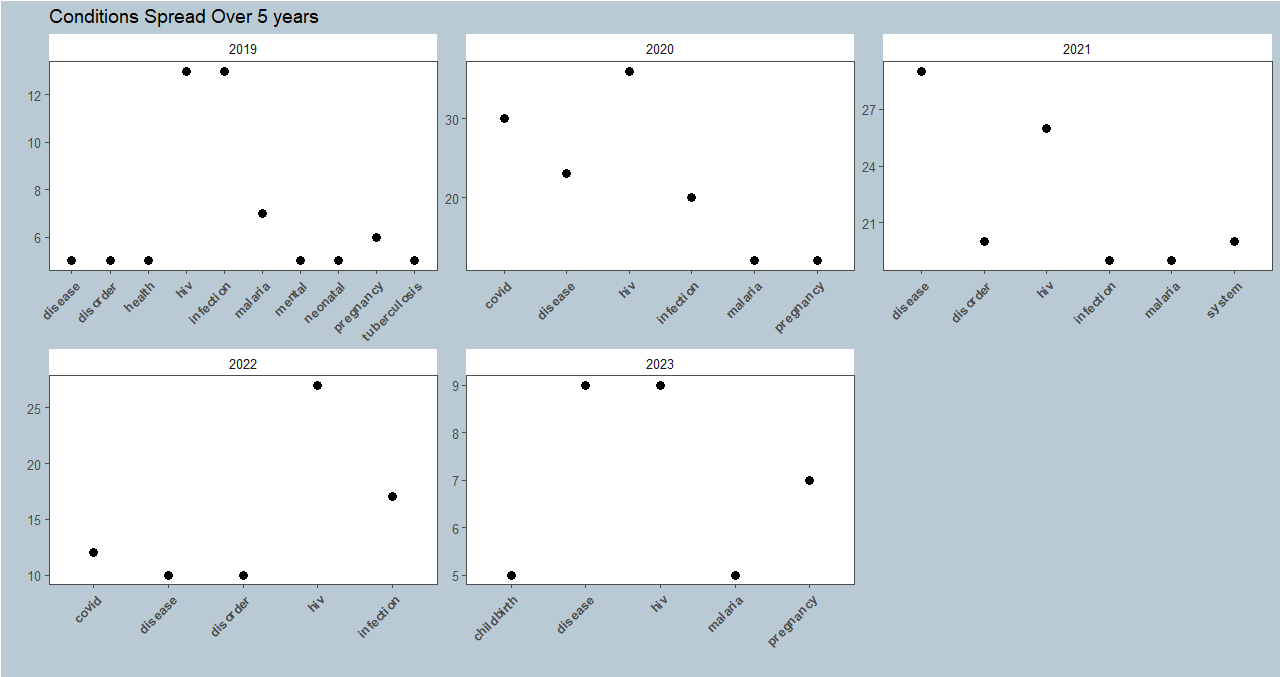 Conditions Spread Over 5 years
2019
2020
2021
12
10
8
6
30
20
27
24
21
disease
disorder
health
hiv
infection
malaria
mental
neonatal
pregnancy
tuberculosis
covid
disease
hiv
infection
malaria
pregnancy
disease
disorder
hiv
infection
malaria
system
2022
2023
25
20
15
10
9
8
7
6
5
covid
disease
disorder
hiv
infection
childbirth
disease
hiv
malaria
pregnancy